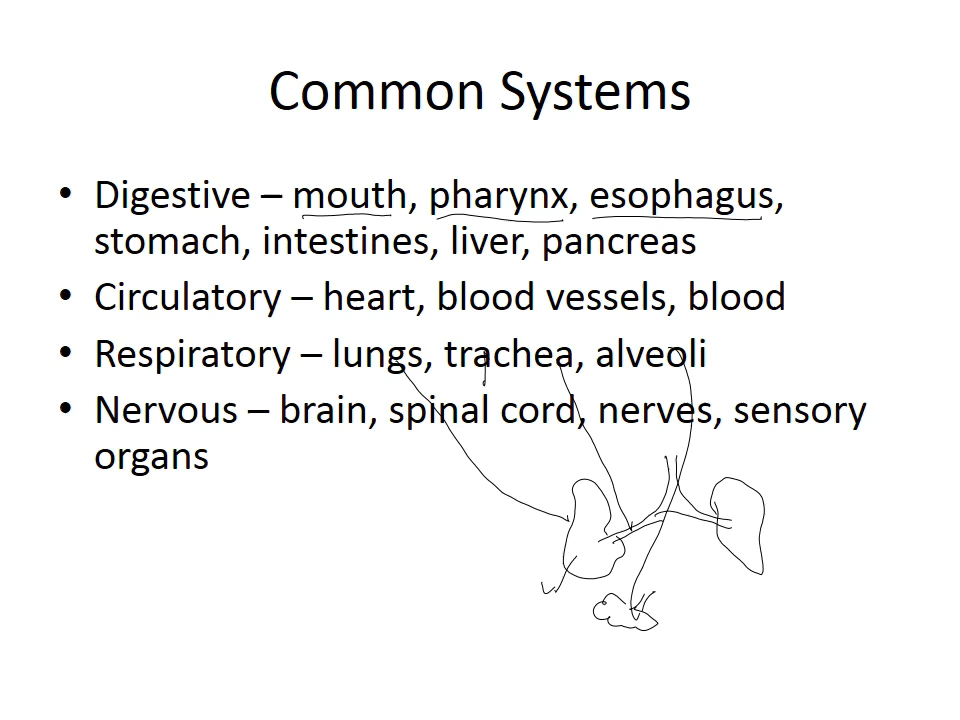 Common Systems
• Digestive – mouth, pharynx, esophagus,
stomach, intestines, liver, pancreas
• Circulatory – heart, blood vessels, blood
• Respiratory – lungs, trachea, alveoli
• Nervous – brain, spinal cord, nerves, sensory
organs